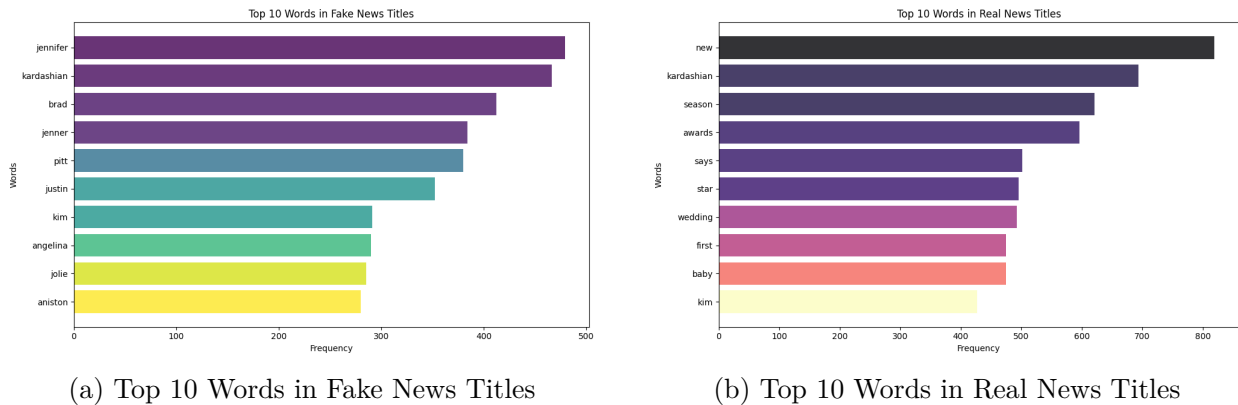 Top 10 Words in Fake News Titles
Words
jennifer
kardashian
brad
jenner
pitt
justin
kim
angelina
jolie
aniston
0 100 200 300 400 500
Frequency
(a) Top 10 Words in Fake News Titles
Top 10 Words in Real News Titles
Words
new
kardashian
season
awards
says
star
wedding
first
baby
kim
0 100 200 300 400 500 600 700 800
Frequency
(b) Top 10 Words in Real News Titles